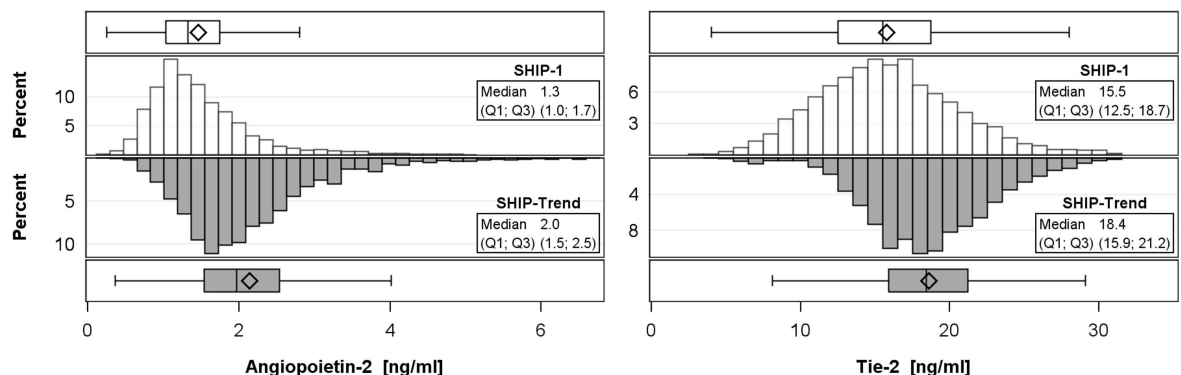 Percent
10
5
SHIP-1
Median 1.3
(Q1; Q3) (1.0; 1.7)
Percent
5
10
SHIP-Trend
Median 2.0
(Q1; Q3) (1.5; 2.5)
0 2 4 6
Angiopoietin-2 [ng/ml]
6
3
SHIP-1
Median 15.5
(Q1; Q3) (12.5; 18.7)
4
8
SHIP-Trend
Median 18.4
(Q1; Q3) (15.9; 21.2)
0 10 20 30
Tie-2 [ng/ml]